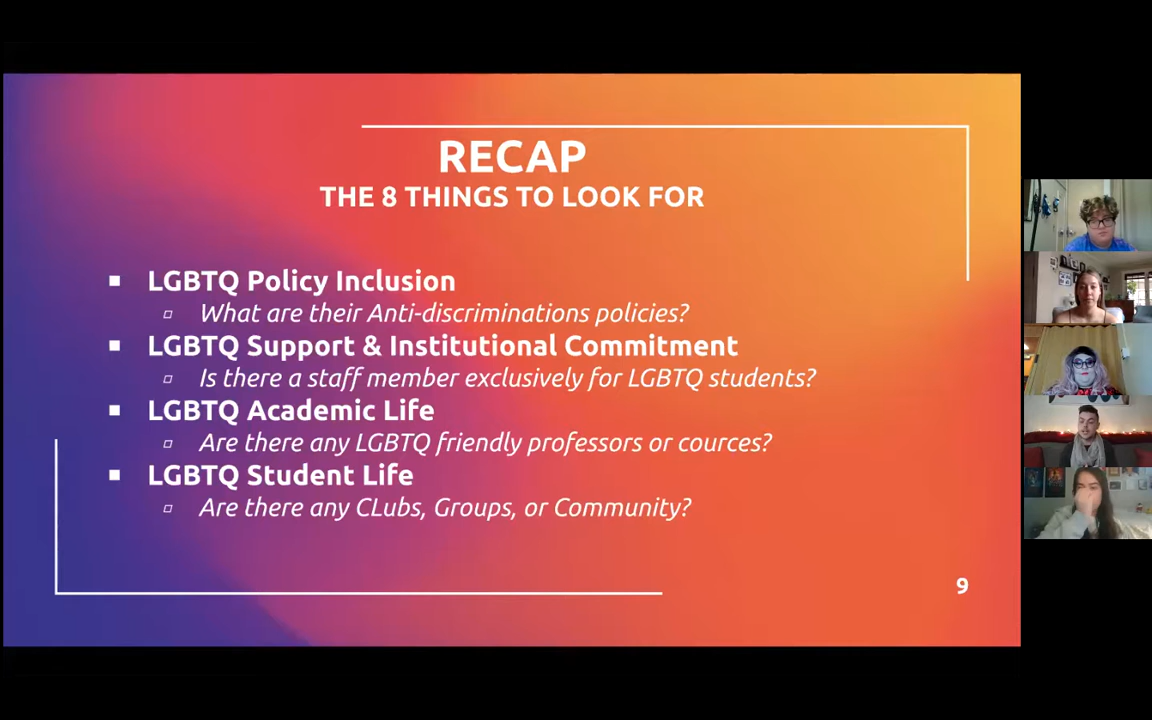 RECAP
THE 8 THINGS TO LOOK FOR
LGBTQ Policy Inclusion
What are their Anti-discriminations policies?
LGBTQ Support & Institutional Commitment
Is there a staff member exclusively for LGBTQ students?
LGBTQ Academic Life
Are there any LGBTQ friendly professors or cources?
LGBTQ Student Life
Are there any CLubs, Groups, or Community?
9